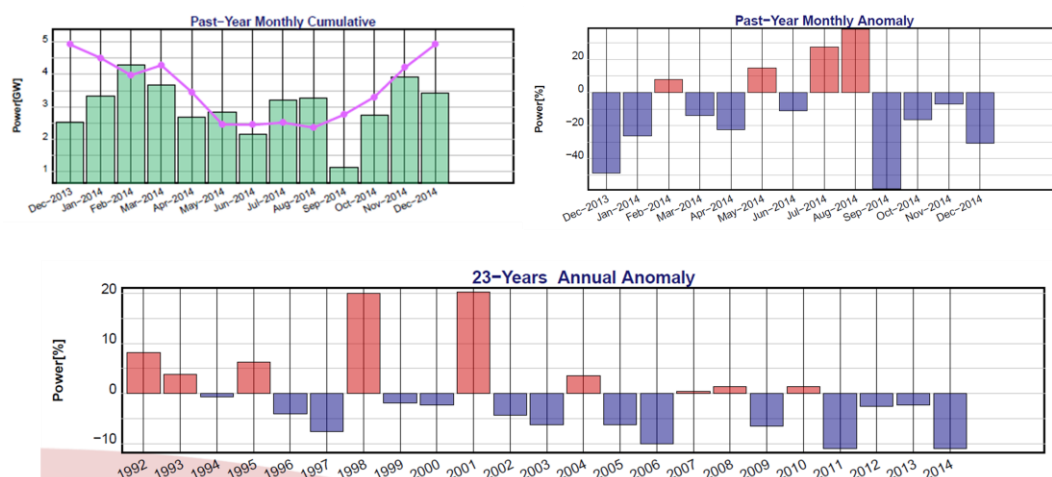 Past-Year Monthly Cumulative
Power[GW]
5
4
3
2
1
Dec-2013
Jan-2014
Feb-2014
Mar-2014
Apr-2014
May-2014
Jun-2014
Jul-2014
Aug-2014
Sep-2014
Oct-2014
Nov-2014
Dec-2014
Past-Year Monthly Anomaly
Power[%]
20
0
-20
-40
Dec-2013
Jan-2014
Feb-2014
Mar-2014
Apr-2014
May-2014
Jun-2014
Jul-2014
Aug-2014
Sep-2014
Oct-2014
Nov-2014
Dec-2014
23-Years Annual Anomaly
Power[%]
20
10
0
-10
1992
1993
1994
1995
1996
1997
1998
1999
2000
2001
2002
2003
2004
2005
2006
2007
2008
2009
2010
2011
2012
2013
2014